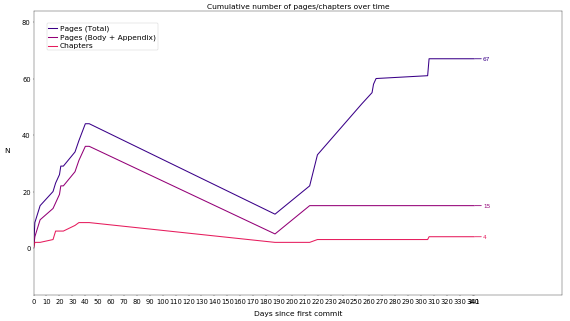 Cumulative number of pages/chapters over time
Pages (Total)
Pages (Body + Appendix)
Chapters
80
60
40
20
0
N
67
15
4
0 10 20 30 40 50 60 70 80 90 100 110 120 130 140 150 160 170 180 190 200 210 220 230 240 250 260 270 280 290 300 310 320 330 340 341
Days since first commit